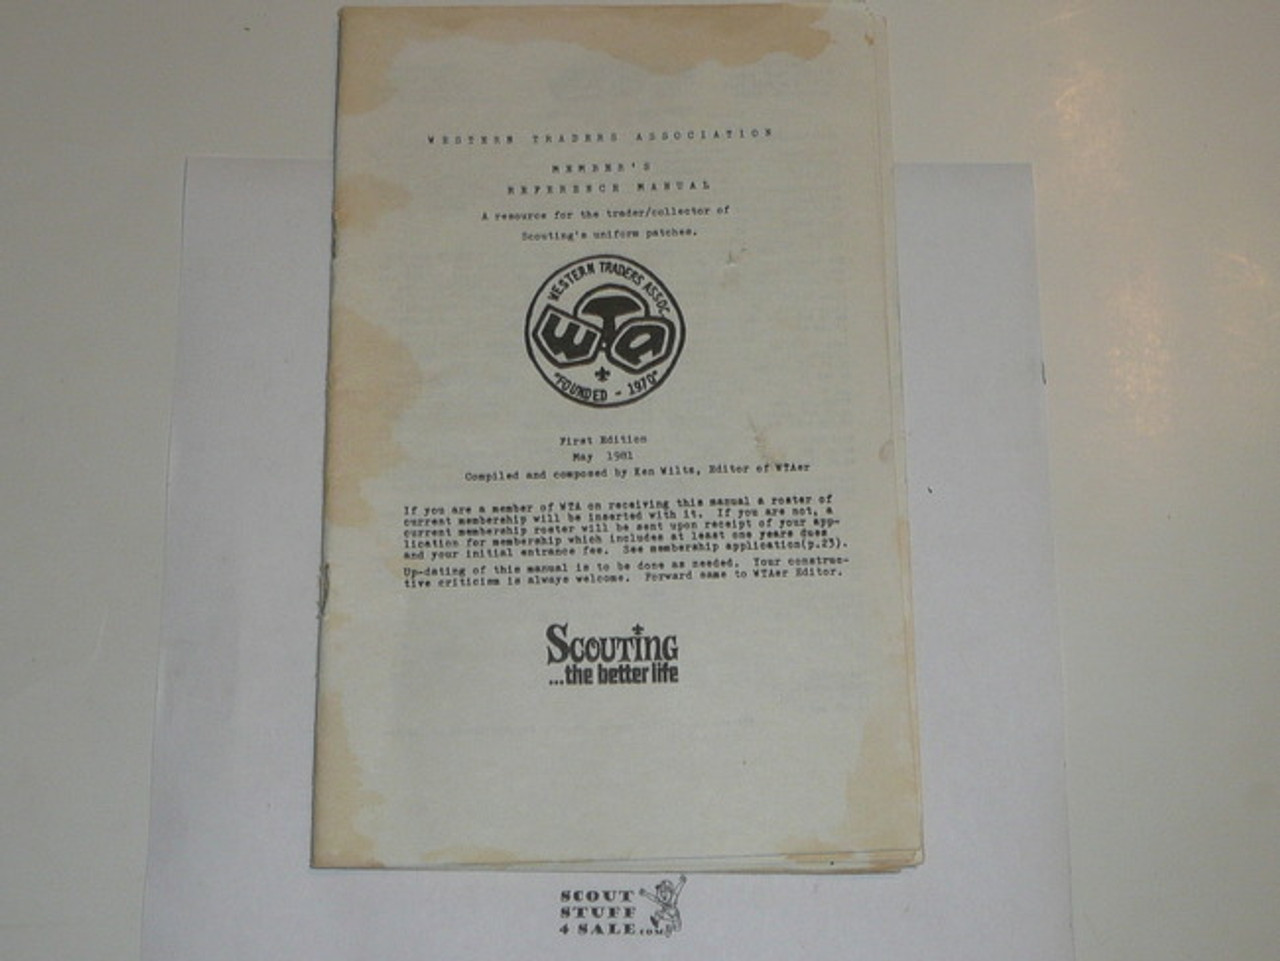 WESTERN TRADERS ASSOCIATION
MEMBER'S
REFERENCE MANUAL
A resource for the trader/collector of
Scouting's uniform patches.
WESTERN TRADERS ASSOC.
WTA
"FOUNDED - 1970"
First Edition
May 1981
Compiled and composed by Ken Wiltz, Editor of WTAer
If you are a member of WTA on receiving this manual a roster of
current membership will be inserted with it. If you are not, a
current membership roster will be sent upon receipt of your app-
lication for membership which includes at least one years dues
and your initial entrance fee. See membership application(p.23).
Up-dating of this manual is to be done as needed. Your construc-
tive criticism is always welcome. Forward same to WTAer Editor.
SCOUTING
...the better life
SCOUT
STUFF
4 SALE.COM